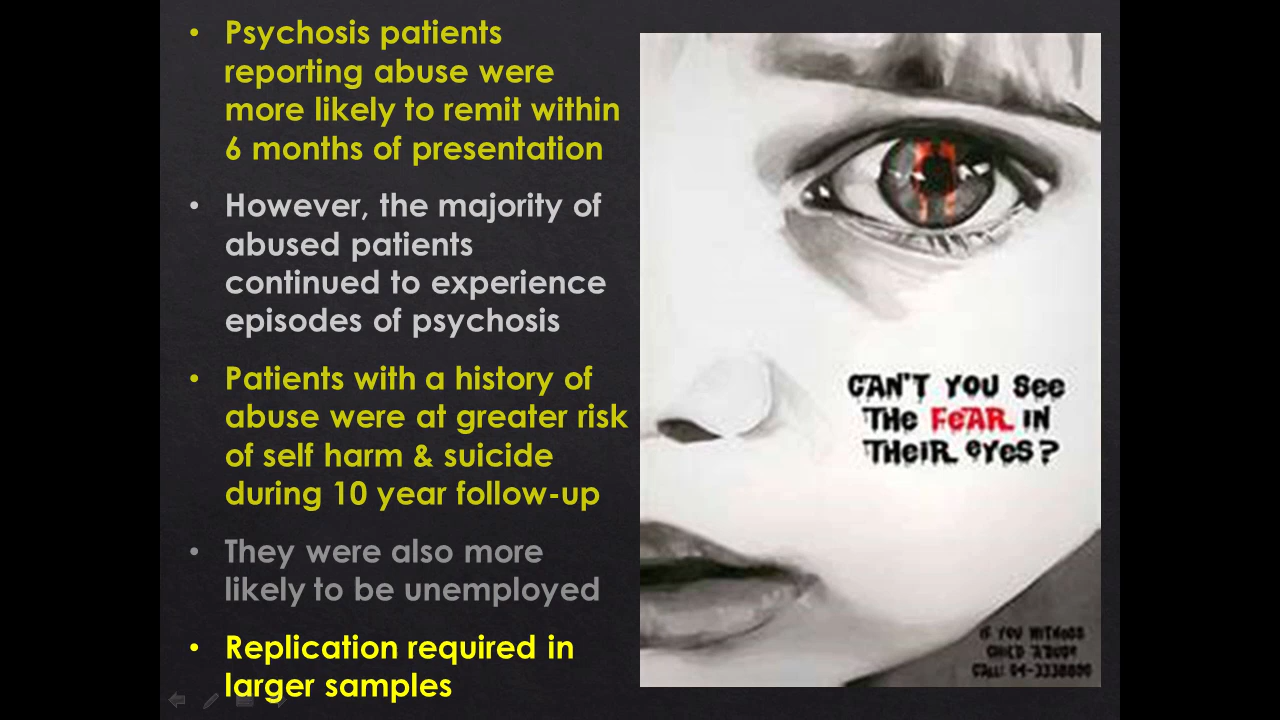 • Psychosis patients
reporting abuse were
more likely to remit within
6 months of presentation
• However, the majority of
abused patients
continued to experience
episodes of psychosis
• Patients with a history of
abuse were at greater risk
of self harm & suicide
during 10 year follow-up
• They were also more
likely to be unemployed
• Replication required in
larger samples
CAN'T YOU See
THe FeAR IN
THeIR eYes?
IF YOU WITNESS
CHILD ABUSE
CALL: 04-3338800